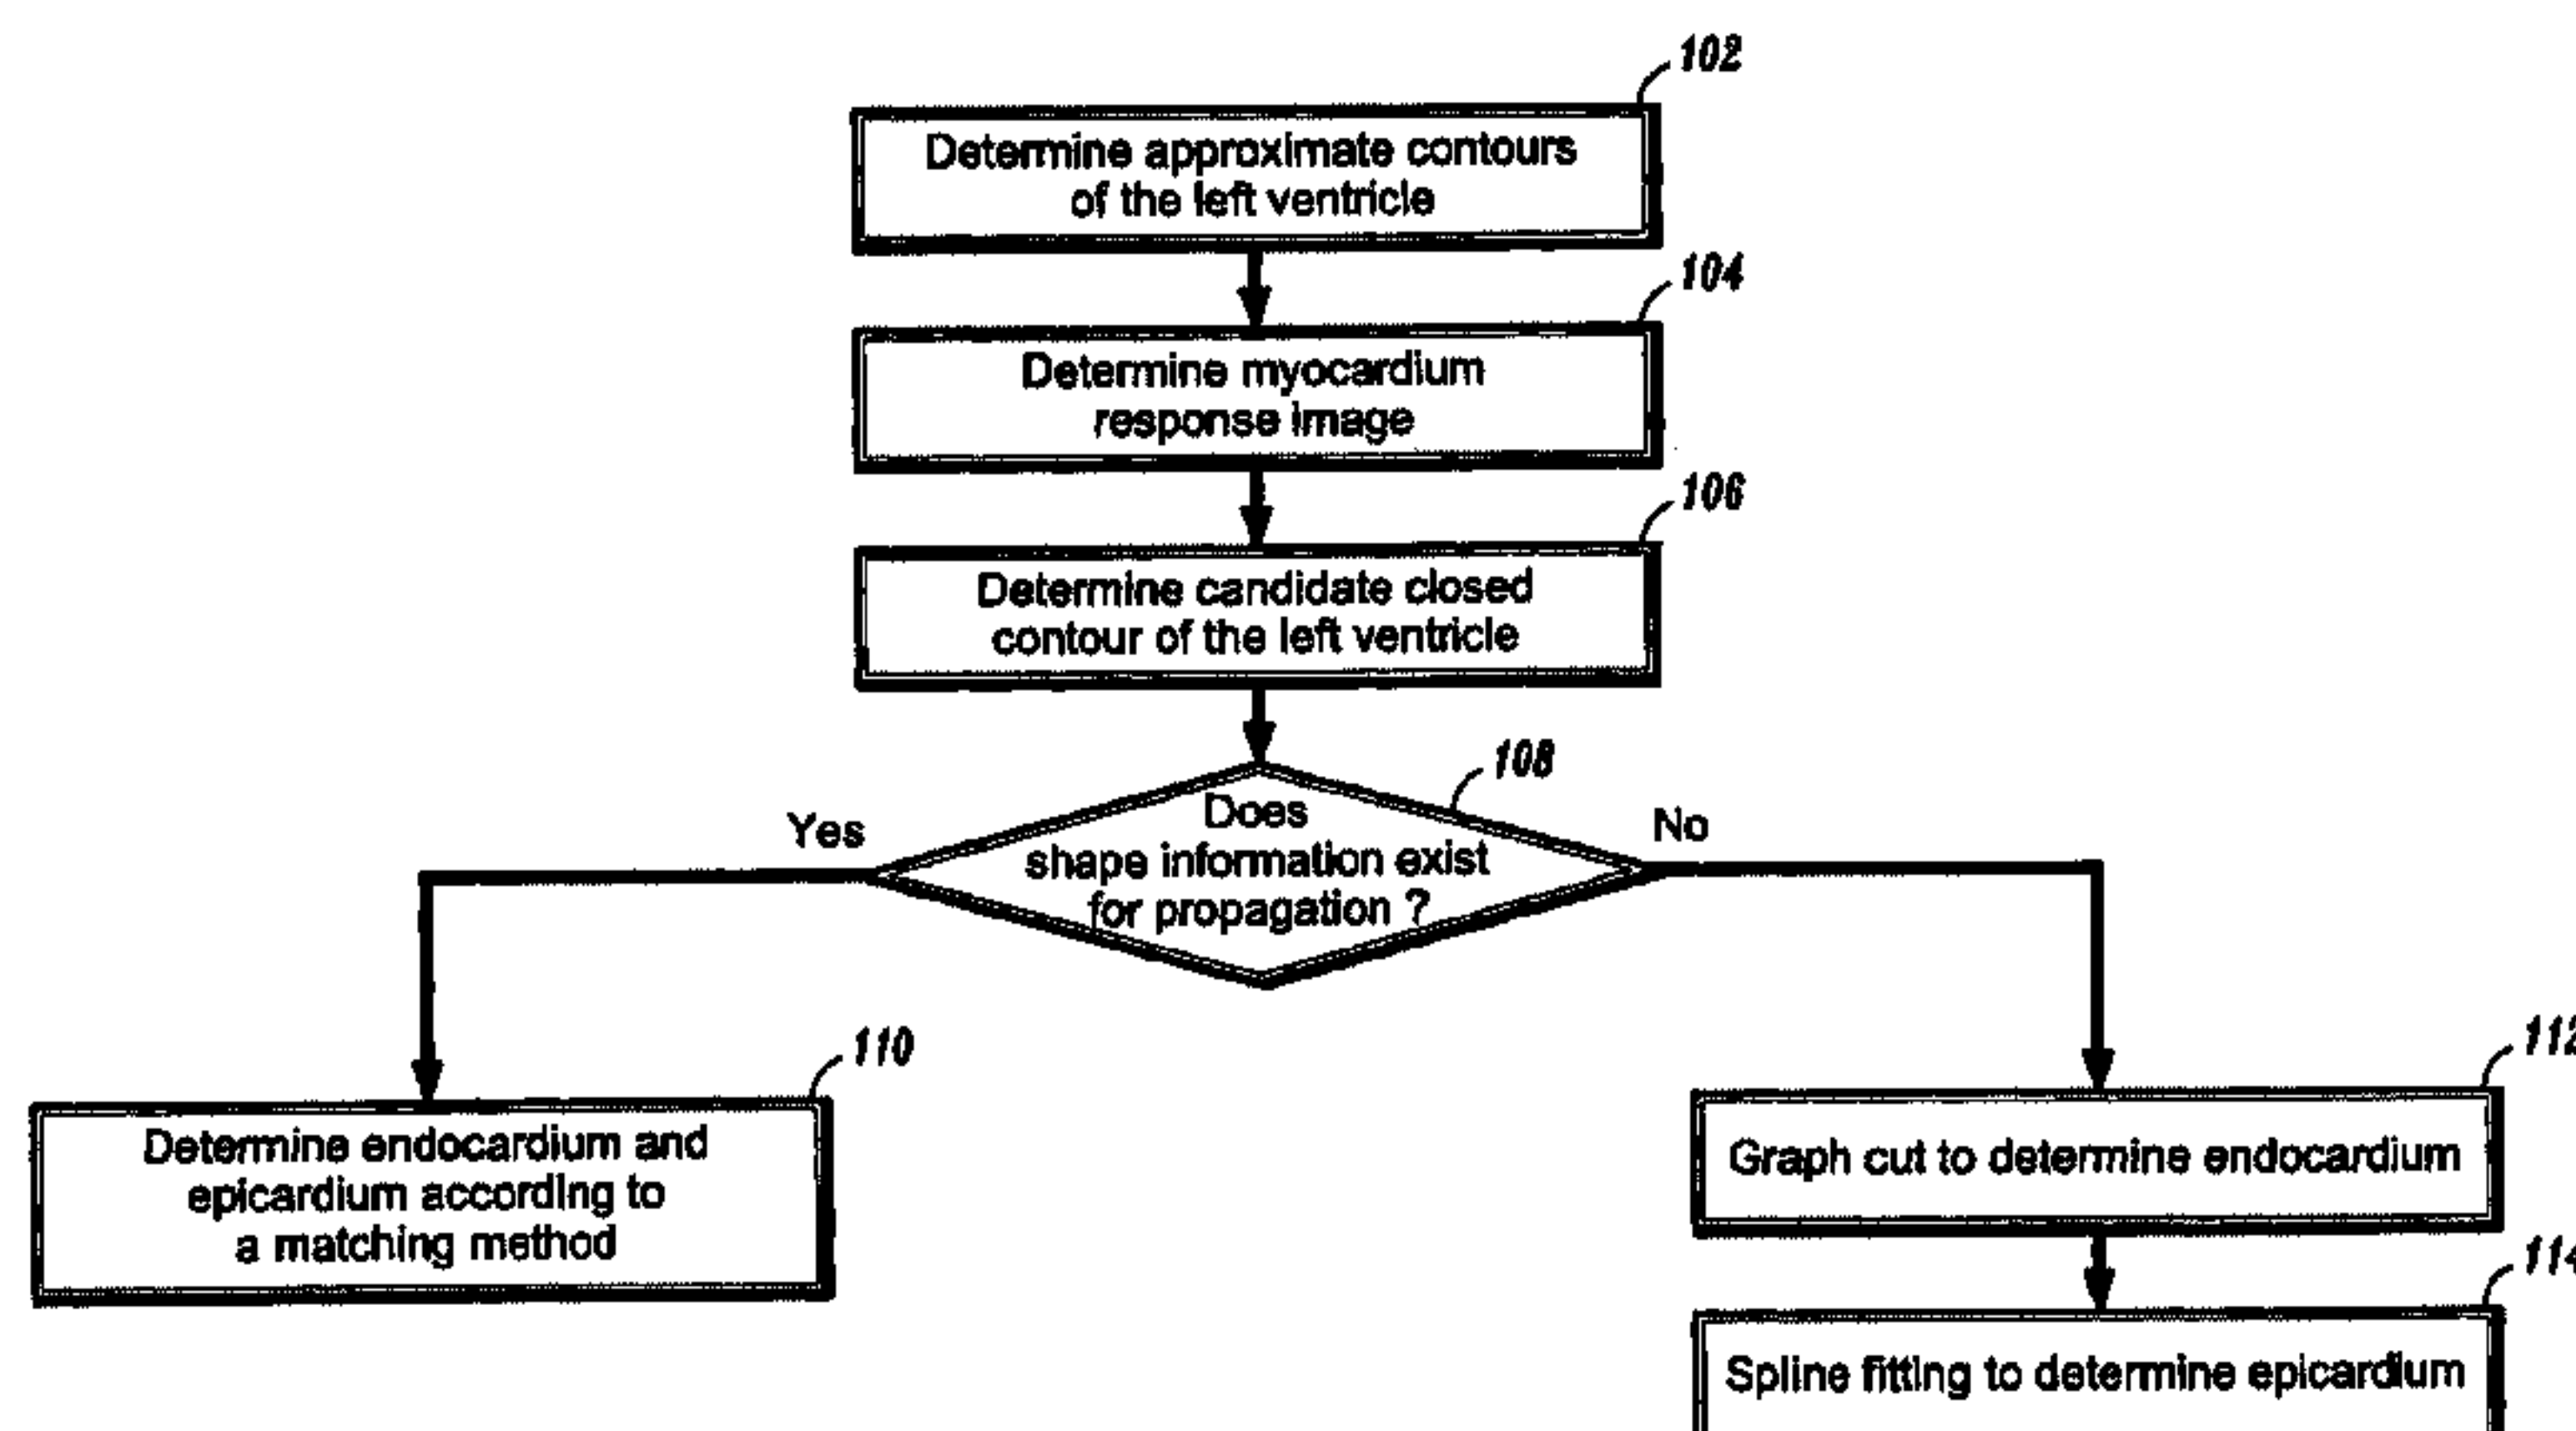 102
Determine approximate contours
of the left ventricle
104
Determine myocardium
response image
106
Determine candidate closed
contour of the left ventricle
108
Does
shape information exist
for propagation ?
Yes
No
110
Determine endocardium and
epicardium according to
a matching method
112
Graph cut to determine endocardium
114
Spline fitting to determine epicardium